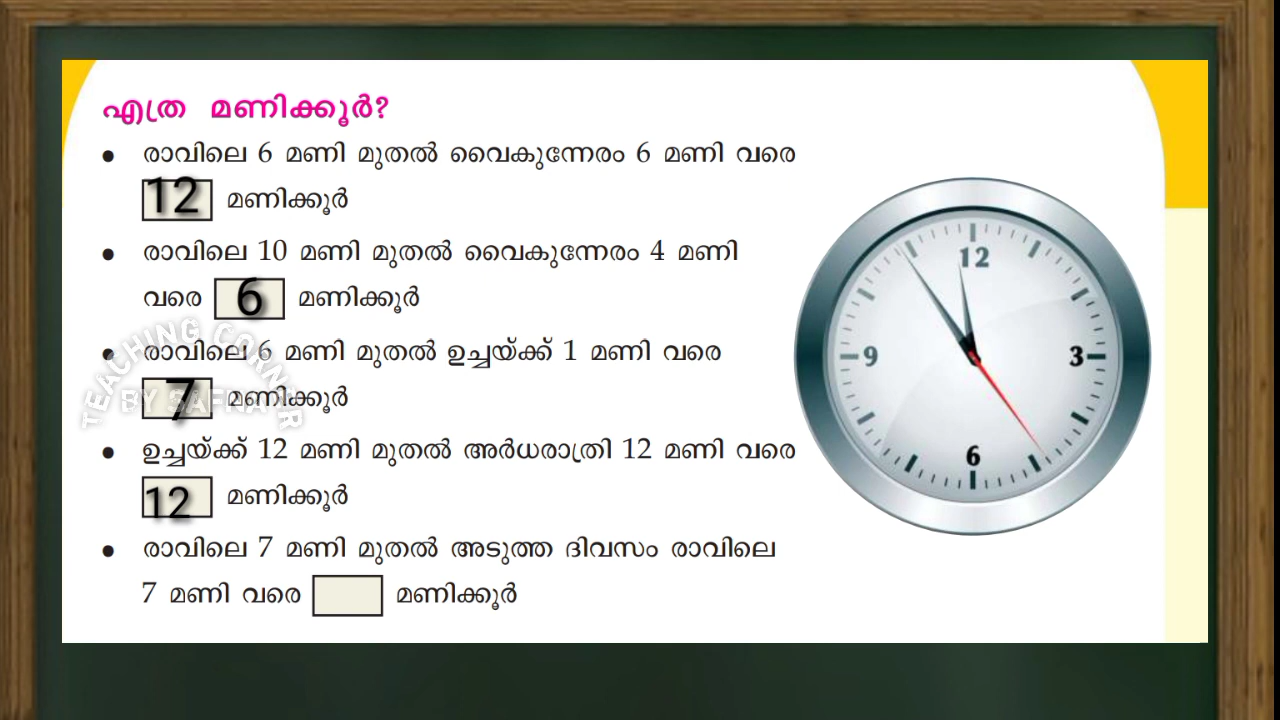 എത്ര മണിക്കൂർ?
• രാവിലെ 6 മണി മുതൽ വൈകുന്നേരം 6 മണി വരെ
12 മണിക്കൂർ
• രാവിലെ 10 മണി മുതൽ വൈകുന്നേരം 4 മണി
വരെ 6 മണിക്കൂർ
• രാവിലെ 6 മണി മുതൽ ഉച്ചയ്ക്ക് 1 മണി വരെ
7 മണിക്കൂർ
• ഉച്ചയ്ക്ക് 12 മണി മുതൽ അർധരാത്രി 12 മണി വരെ
12 മണിക്കൂർ
• രാവിലെ 7 മണി മുതൽ അടുത്ത ദിവസം രാവിലെ
7 മണി വരെ മണിക്കൂർ
12
9 3
6
TEACHING CORNER
BY SAFNA